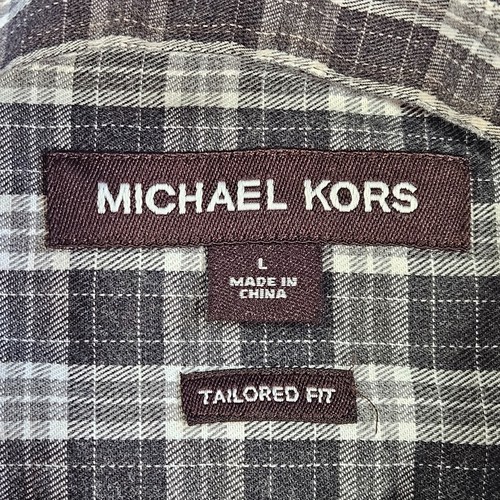 MICHAEL KORS
L
MADE IN
CHINA
TAILORED FIT